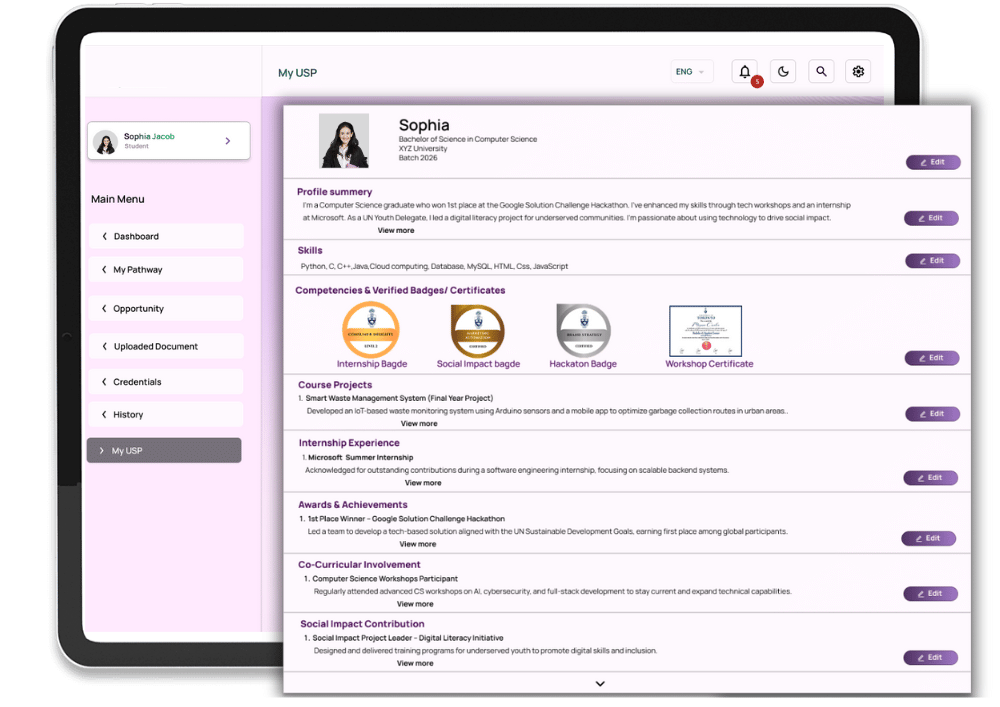 My USP
ENG
5
Sophia Jacob
Student
Main Menu
Dashboard
My Pathway
Opportunity
Uploaded Document
Credentials
History
My USP
Sophia
Bachelor of Science in Computer Science
XYZ University
Batch 2026
Edit
Profile summery
I'm a Computer Science graduate who won 1st place at the Google Solution Challenge Hackathon. I've enhanced my skills through tech workshops and an internship
at Microsoft. As a UN Youth Delegate, I led a digital literacy project for underserved communities. I'm passionate about using technology to drive social impact.
View more
Edit
Skills
Python, C, C++,Java,Cloud computing, Database, MySQL, HTML, Css, JavaScript
Edit
Competencies & Verified Badges/ Certificates
Internship Bagde
Social Impact bagde
Hackaton Badge
Workshop Certificate
Edit
Course Projects
1. Smart Waste Management System (Final Year Project)
Developed an IoT-based waste monitoring system using Arduino sensors and a mobile app to optimize garbage collection routes in urban areas..
View more
Edit
Internship Experience
1. Microsoft Summer Internship
Acknowledged for outstanding contributions during a software engineering internship, focusing on scalable backend systems.
View more
Edit
Awards & Achievements
1. 1st Place Winner – Google Solution Challenge Hackathon
Led a team to develop a tech-based solution aligned with the UN Sustainable Development Goals, earning first place among global participants.
View more
Edit
Co-Curricular Involvement
1. Computer Science Workshops Participant
Regularly attended advanced CS workshops on AI, cybersecurity, and full-stack development to stay current and expand technical capabilities.
View more
Edit
Social Impact Contribution
1. Social Impact Project Leader – Digital Literacy Initiative
Designed and delivered training programs for underserved youth to promote digital skills and inclusion.
View more
Edit